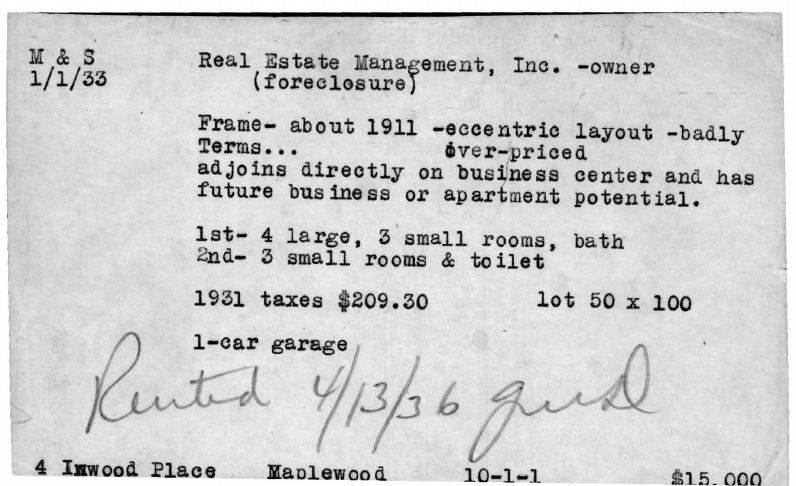 M & S
1/1/33
Real Estate Management, Inc. -owner
(foreclosure)
Frame- about 1911 -eccentric layout -badly
Terms... over-priced
adjoins directly on business center and has
future business or apartment potential.
1st- 4 large, 3 small rooms, bath
2nd- 3 small rooms & toilet
1931 taxes $209.30 lot 50 x 100
1-car garage
Rented 4/13/36
4 Inwood Place Maplewood 10-1-1 $15,000